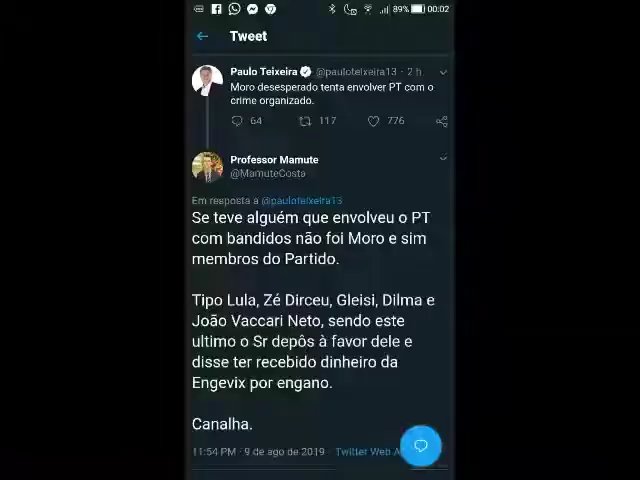 89% 00:02
Tweet
Paulo Teixeira @pauloteixeira13 · 2 h
Moro desesperado tenta envolver PT com o
crime organizado.
64 117 776
Professor Mamute
@MamuteCosta
Em resposta a @pauloteixeira13
Se teve alguém que envolveu o PT
com bandidos não foi Moro e sim
membros do Partido.
Tipo Lula, Zé Dirceu, Gleisi, Dilma e
João Vaccari Neto, sendo este
ultimo o Sr depôs à favor dele e
disse ter recebido dinheiro da
Engevix por engano.
Canalha.
11:54 PM · 9 de ago de 2019 · Twitter Web A